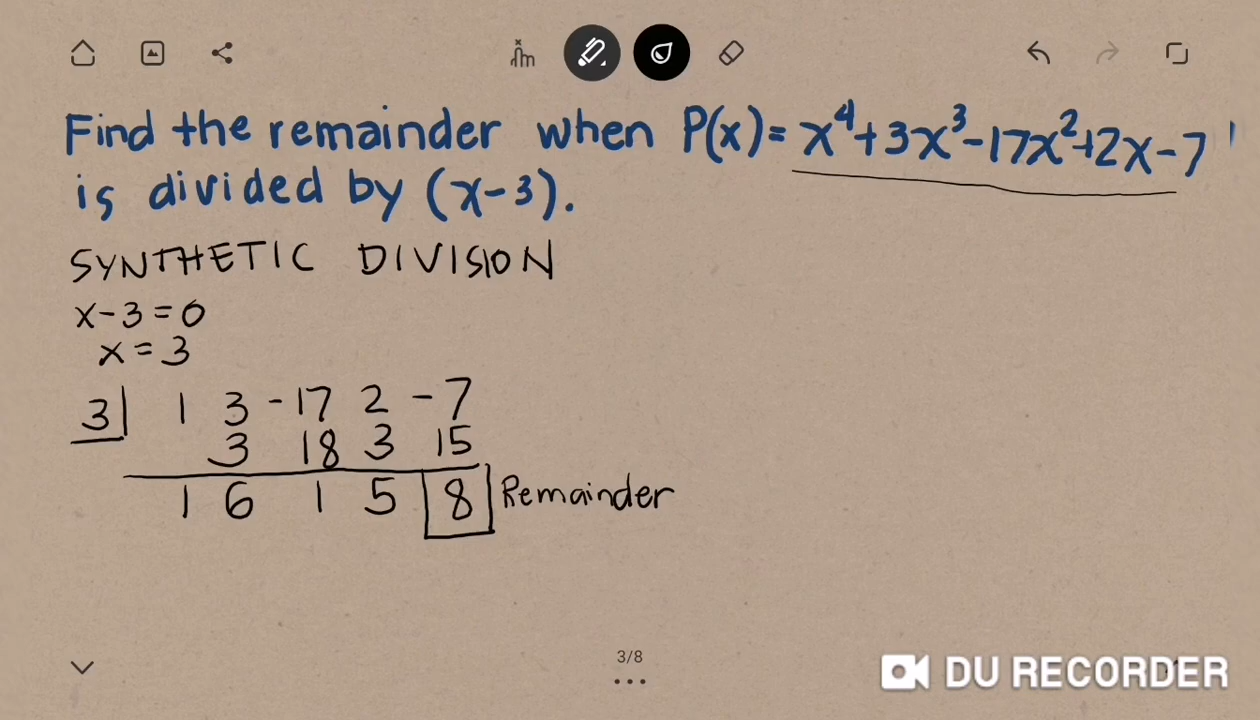 Find the remainder when P(x)= x⁴+3x³-17x²+2x-7
is divided by (x-3).
SYNTHETIC DIVISION
x-3=0
x=3
3| 1 3 -17 2 -7
3 18 3 15
1 6 1 5 8 Remainder
3/8
DU RECORDER